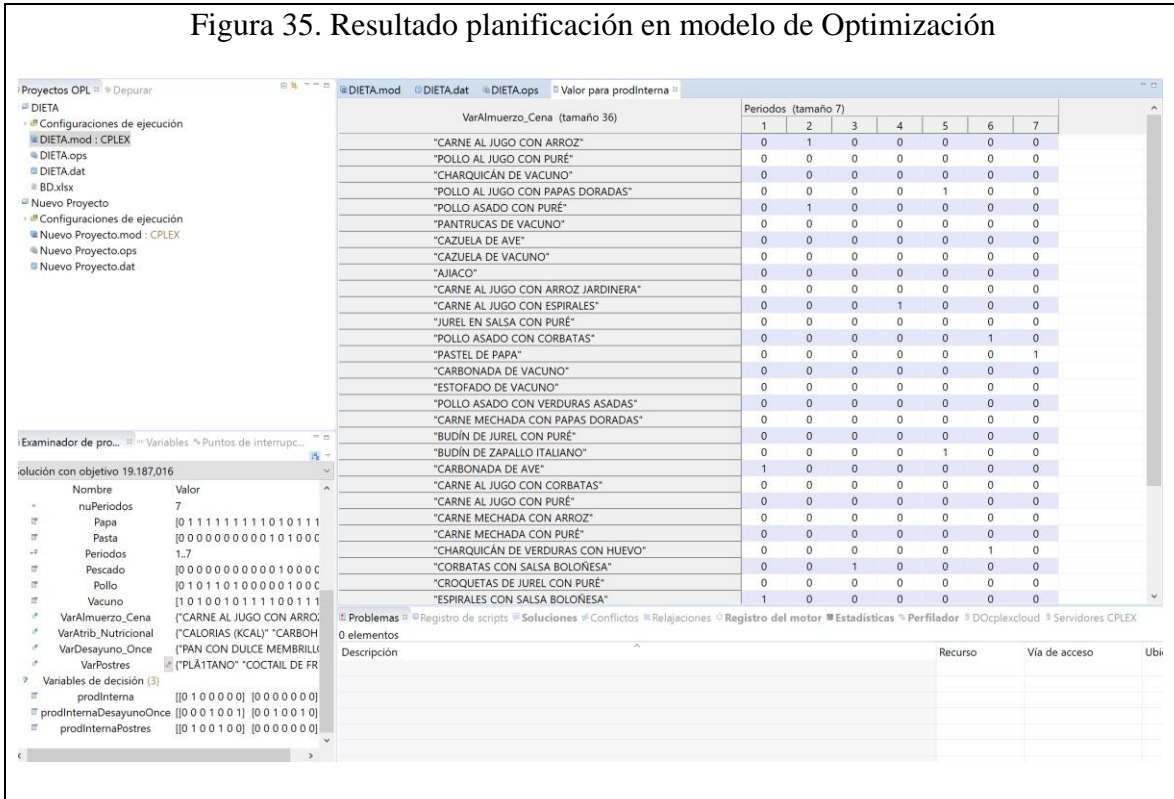 Figura 35. Resultado planificación en modelo de Optimización
Proyectos OPL Depurar
DIETA
Configuraciones de ejecución
DIETA.mod : CPLEX
DIETA.ops
DIETA.dat
BD.xlsx
Nuevo Proyecto
Configuraciones de ejecución
Nuevo Proyecto.mod : CPLEX
Nuevo Proyecto.ops
Nuevo Proyecto.dat
DIETA.mod DIETA.dat DIETA.ops Valor para prodInterna
VarAlmuerzo_Cena (tamaño 36) Periodos (tamaño 7)
1 2 3 4 5 6 7
"CARNE AL JUGO CON ARROZ" 0 1 0 0 0 0 0
"POLLO AL JUGO CON PURÉ" 0 0 0 0 0 0 0
"CHARQUICÁN DE VACUNO" 0 0 0 0 0 0 0
"POLLO AL JUGO CON PAPAS DORADAS" 0 0 0 0 1 0 0
"POLLO ASADO CON PURÉ" 0 1 0 0 0 0 0
"PANTRUCAS DE VACUNO" 0 0 0 0 0 0 0
"CAZUELA DE AVE" 0 0 0 0 0 0 0
"CAZUELA DE VACUNO" 0 0 0 0 0 0 0
"AJIACO" 0 0 0 0 0 0 0
"CARNE AL JUGO CON ARROZ JARDINERA" 0 0 0 0 0 0 0
"CARNE AL JUGO CON ESPIRALES" 0 0 0 1 0 0 0
"JUREL EN SALSA CON PURÉ" 0 0 0 0 0 0 0
"POLLO ASADO CON CORBATAS" 0 0 0 0 0 1 0
"PASTEL DE PAPA" 0 0 0 0 0 0 1
"CARBONADA DE VACUNO" 0 0 0 0 0 0 0
"ESTOFADO DE VACUNO" 0 0 0 0 0 0 0
"POLLO ASADO CON VERDURAS ASADAS" 0 0 0 0 0 0 0
"CARNE MECHADA CON PAPAS DORADAS" 0 0 0 0 0 0 0
"BUDÍN DE JUREL CON PURÉ" 0 0 0 0 0 0 0
"BUDÍN DE ZAPALLO ITALIANO" 0 0 0 0 1 0 0
"CARBONADA DE AVE" 1 0 0 0 0 0 0
"CARNE AL JUGO CON CORBATAS" 0 0 0 0 0 0 0
"CARNE AL JUGO CON PURÉ" 0 0 0 0 0 0 0
"CARNE MECHADA CON ARROZ" 0 0 0 0 0 0 0
"CARNE MECHADA CON PURÉ" 0 0 0 0 0 0 0
"CHARQUICÁN DE VERDURAS CON HUEVO" 0 0 0 0 0 1 0
"CORBATAS CON SALSA BOLOÑESA" 0 0 1 0 0 0 0
"CROQUETAS DE JUREL CON PURÉ" 0 0 0 0 0 0 0
"ESPIRALES CON SALSA BOLOÑESA" 1 0 0 0 0 0 0
Examinador de pro... Variables Puntos de interrupc...
olución con objetivo 19.187,016
Nombre Valor
nuPeriodos 7
Papa [0 1 1 1 1 1 1 1 1 1 0 1 0 1 1 1
Pasta [0 0 0 0 0 0 0 0 0 0 1 0 1 0 0 0
Periodos 1..7
Pescado [0 0 0 0 0 0 0 0 0 0 0 1 0 0 0 0
Pollo [0 1 0 1 1 0 1 0 0 0 0 0 1 0 0 0
Vacuno [1 0 1 0 0 1 0 1 1 1 1 0 0 1 1 1
VarAlmuerzo_Cena {"CARNE AL JUGO CON ARRO
VarAtrib_Nutricional {"CALORIAS (KCAL)" "CARBOH
VarDesayuno_Once {"PAN CON DULCE MEMBRILL
VarPostres {"PLÃ1TANO" "COCTAIL DE FR
Variables de decisión (3)
prodInterna [[0 1 0 0 0 0 0] [0 0 0 0 0 0 0]
prodInternaDesayunoOnce [[0 0 0 1 0 0 1] [0 0 1 0 0 1 0]
prodInternaPostres [[0 1 0 0 1 0 0] [0 0 0 0 0 0 0]
Problemas Registro de scripts Soluciones Conflictos Relajaciones Registro del motor Estadísticas Perfilador DOcplexcloud Servidores CPLEX
0 elementos
Descripción Recurso Vía de acceso Ubi